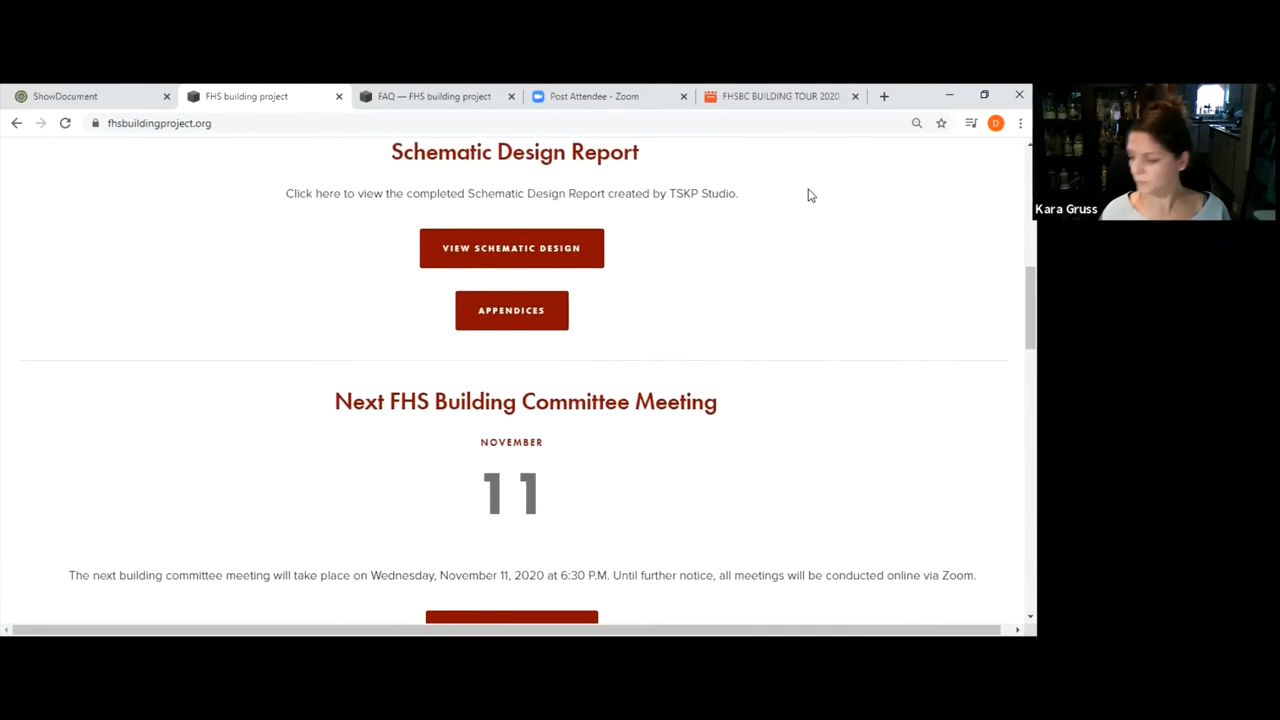 ShowDocument
FHS building project
FAQ — FHS building project
Post Attendee - Zoom
FHSBC BUILDING TOUR 2020
fhsbuildingproject.org
Kara Gruss
Schematic Design Report
Click here to view the completed Schematic Design Report created by TSKP Studio.
VIEW SCHEMATIC DESIGN
APPENDICES
Next FHS Building Committee Meeting
NOVEMBER
11
The next building committee meeting will take place on Wednesday, November 11, 2020 at 6:30 P.M. Until further notice, all meetings will be conducted online via Zoom.